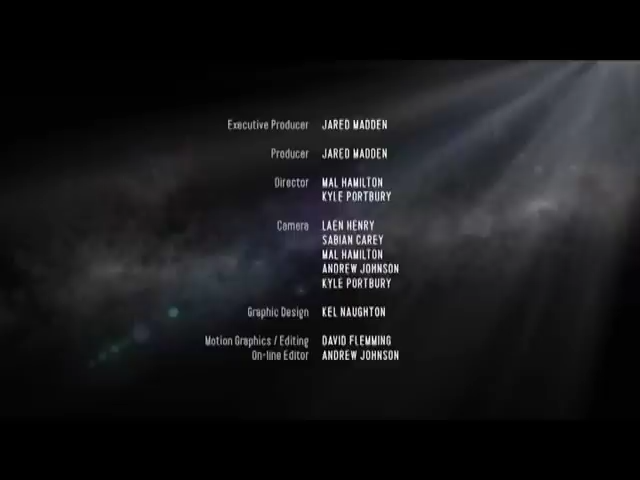 Executive Producer JARED MADDEN
Producer JARED MADDEN
Director MAL HAMILTON
KYLE PORTBURY
Camera LAEN HENRY
SABIAN CAREY
MAL HAMILTON
ANDREW JOHNSON
KYLE PORTBURY
Graphic Design KEL NAUGHTON
Motion Graphics / Editing DAVID FLEMMING
On-line Editor ANDREW JOHNSON